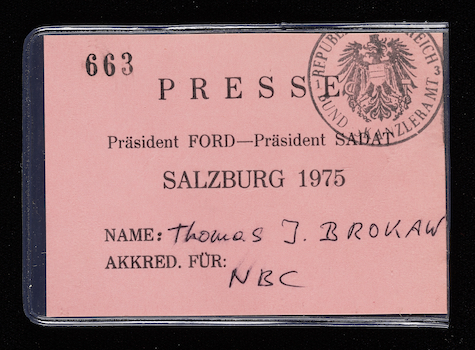 663
PRESSE
REPUBLIK ÖSTERREICH
BUNDESKANZLERAMT
Präsident FORD—Präsident SADAT
SALZBURG 1975
NAME: Thomas J. BROKAW
AKKRED. FÜR:
NBC